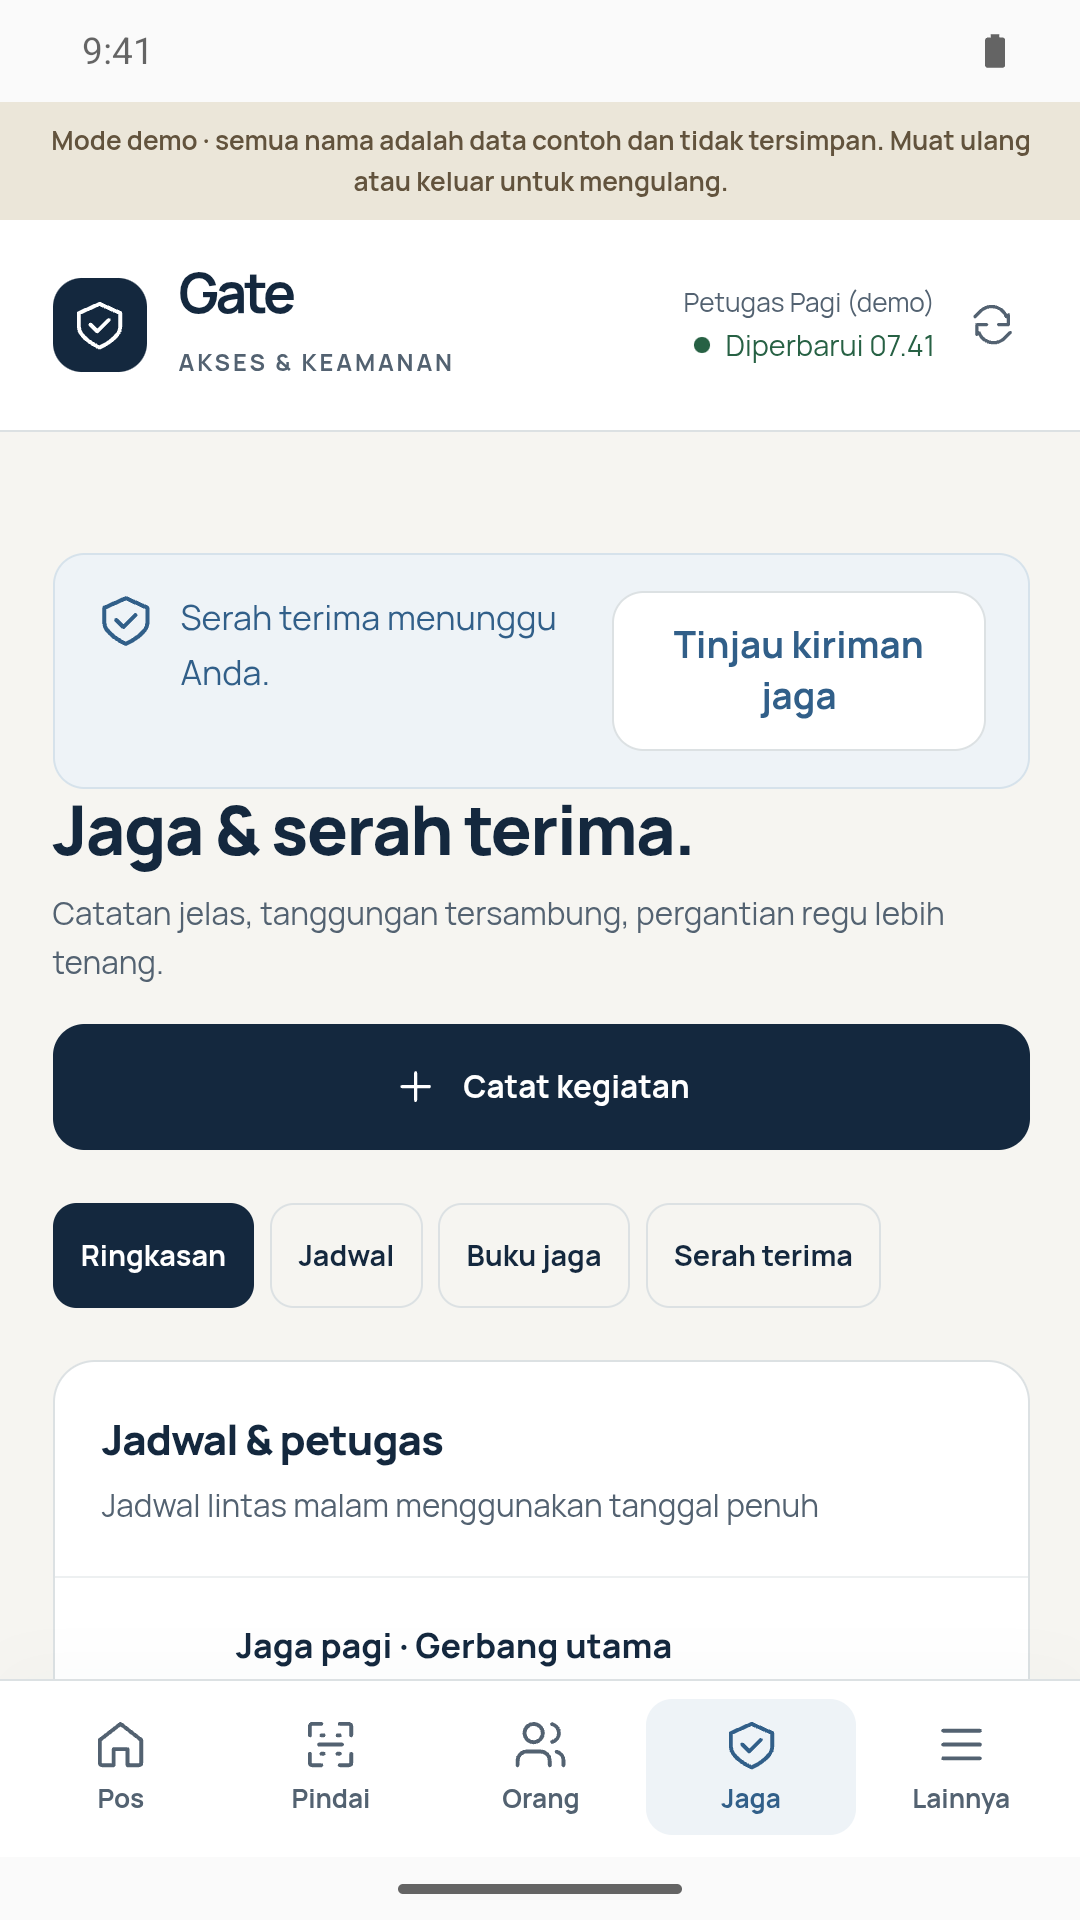 9:41
Mode demo · semua nama adalah data contoh dan tidak tersimpan. Muat ulang
atau keluar untuk mengulang.
Gate
AKSES & KEAMANAN
Petugas Pagi (demo)
Diperbarui 07.41
Serah terima menunggu
Anda.
Tinjau kiriman
jaga
Jaga & serah terima.
Catatan jelas, tanggungan tersambung, pergantian regu lebih
tenang.
Catat kegiatan
Ringkasan
Jadwal
Buku jaga
Serah terima
Jadwal & petugas
Jadwal lintas malam menggunakan tanggal penuh
Jaga pagi · Gerbang utama
Pos
Pindai
Orang
Jaga
Lainnya